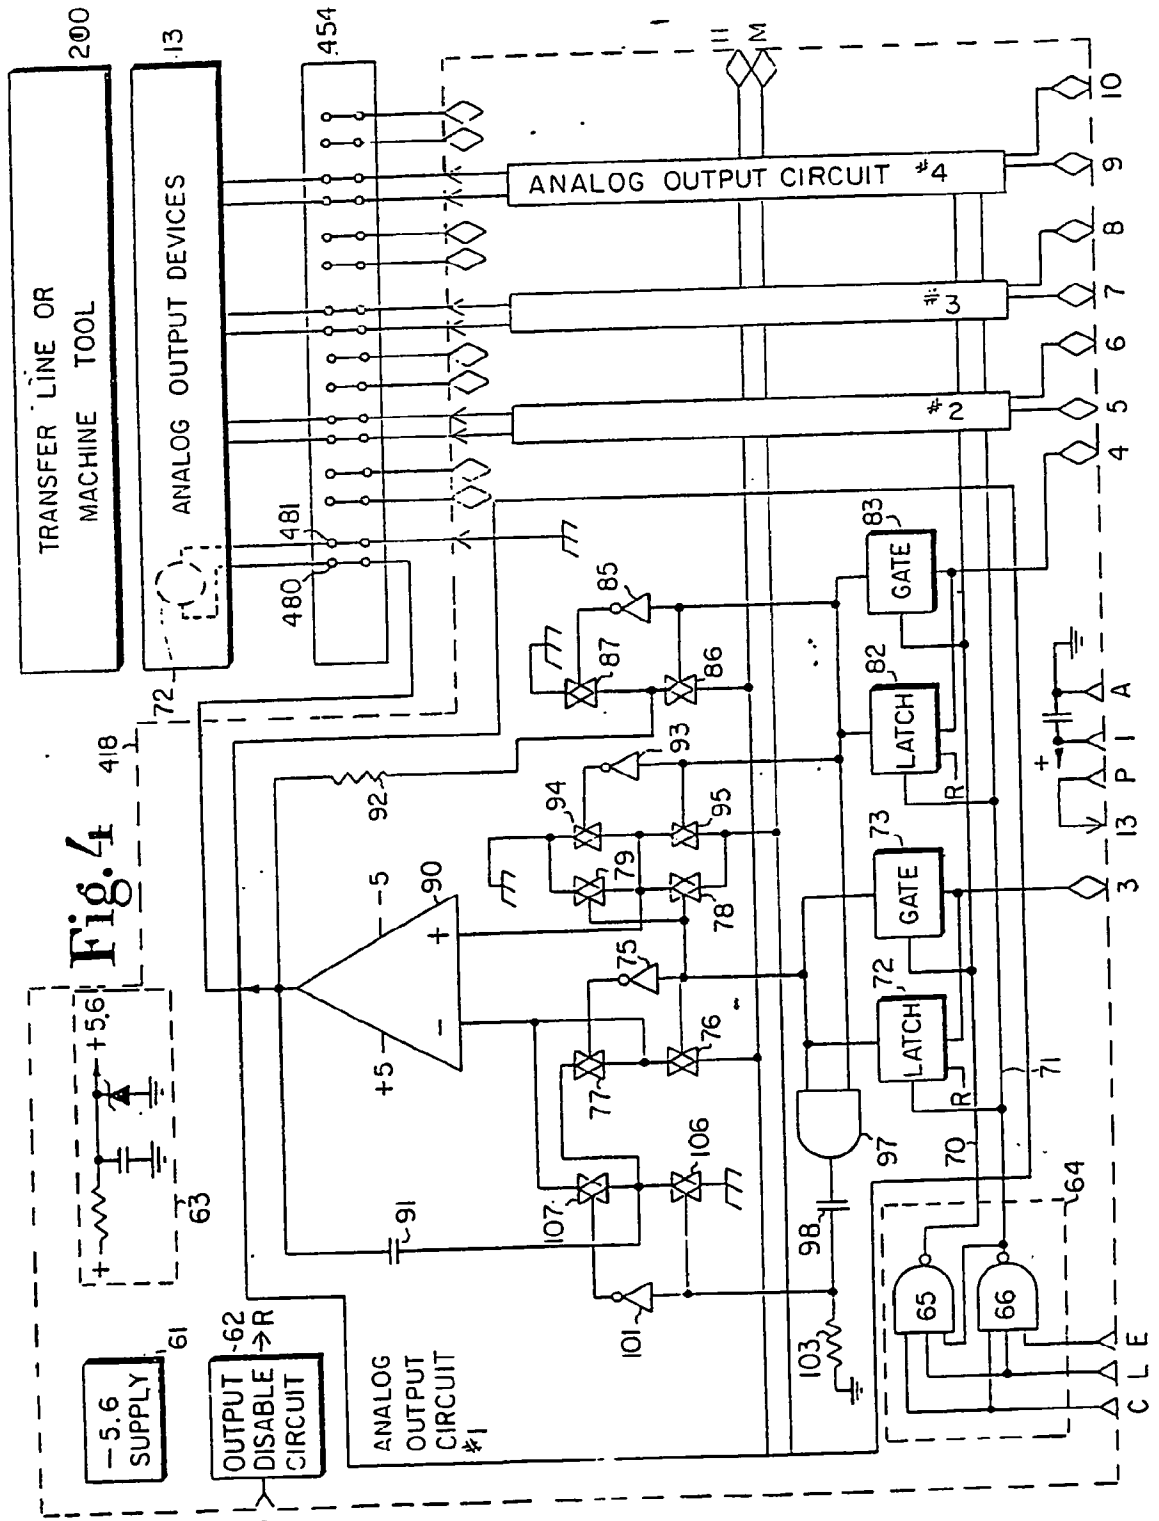 200
TRANSFER LINE OR
MACHINE TOOL
13
ANALOG OUTPUT DEVICES
72
454
480
481
418
Fig. 4
+
+5.6
63
-5.6
SUPPLY
61
OUTPUT
DISABLE
CIRCUIT
62
→R
ANALOG
OUTPUT
CIRCUIT
#1
+5
-5
90
-
+
91
92
107
106
101
77
76
75
79
78
94
95
93
87
86
85
103
98
97
11
M
ANALOG OUTPUT CIRCUIT #4
#3
#2
LATCH
72
R
GATE
73
LATCH
82
R
GATE
83
70
71
64
65
66
C
L
E
3
13
P
1
A
+
4
5
6
7
8
9
10